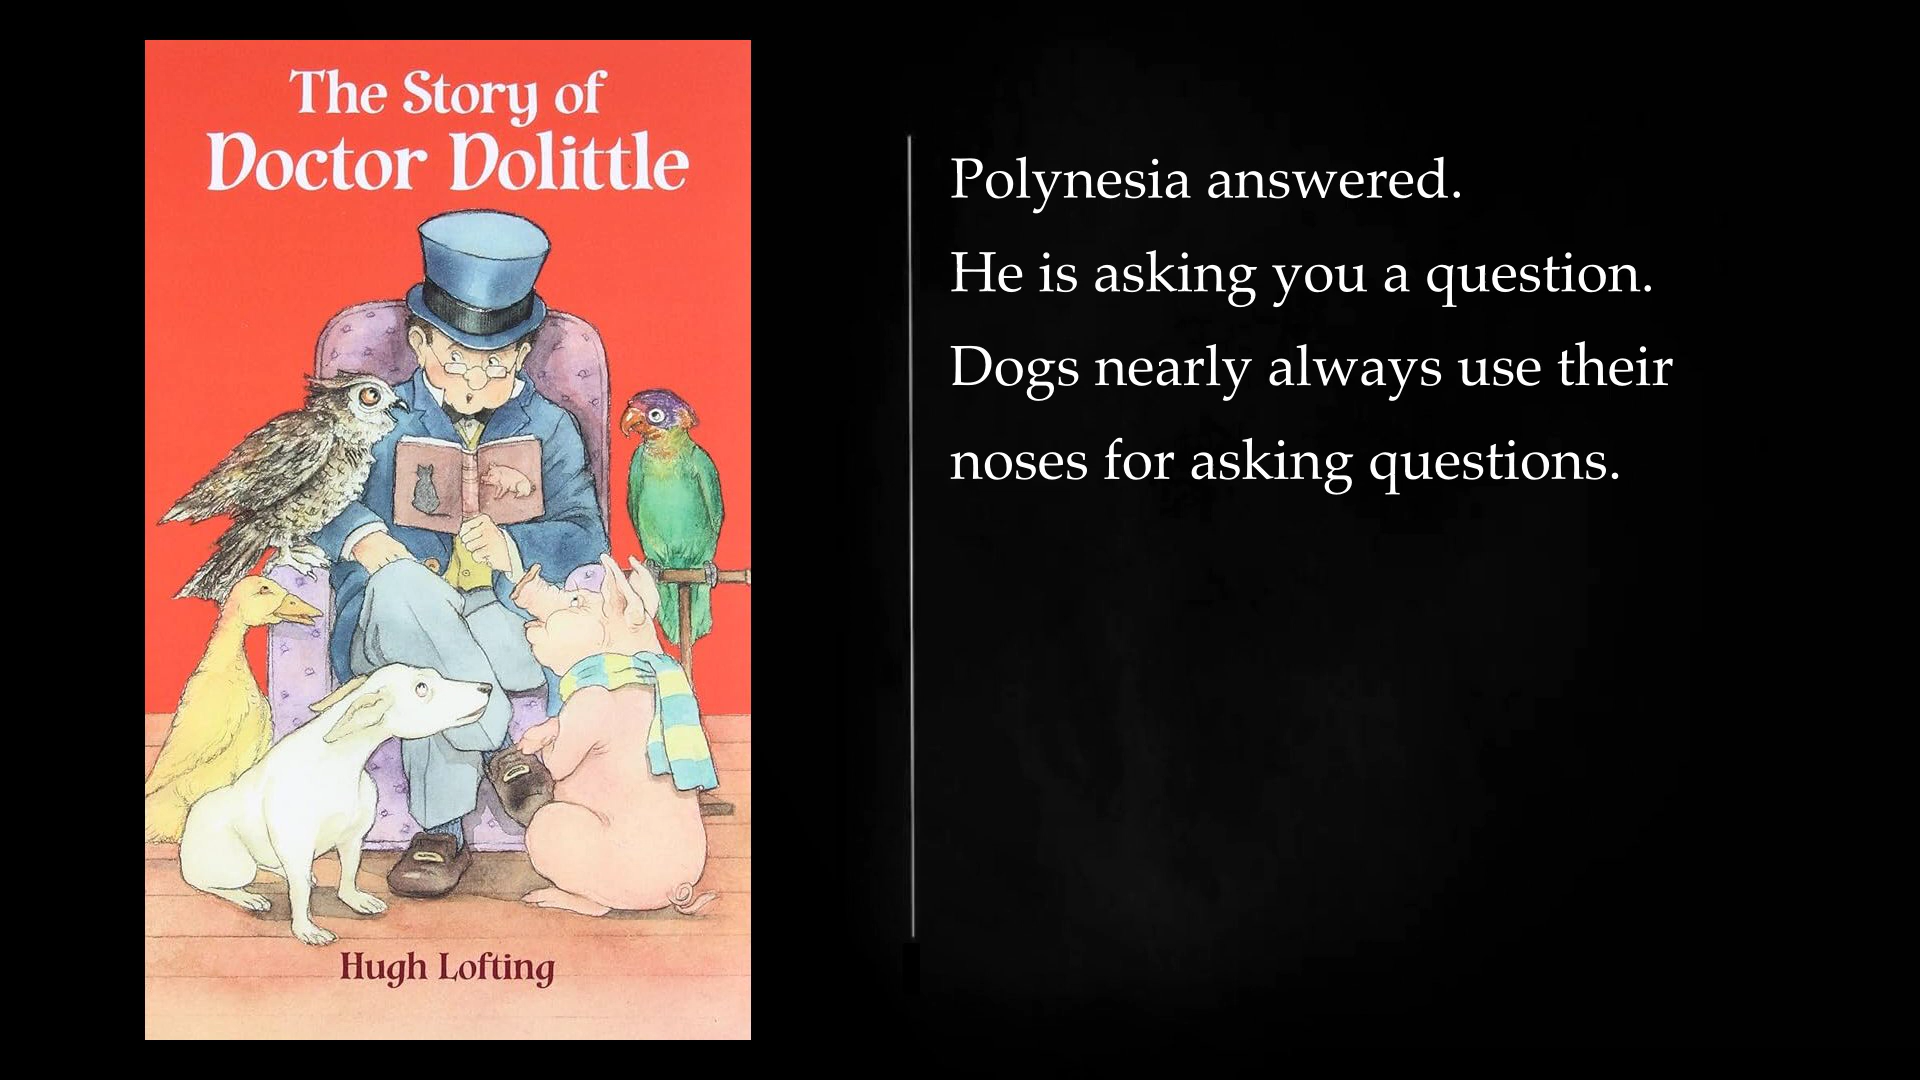 The Story of
Doctor Dolittle
Hugh Lofting
Polynesia answered.
He is asking you a question.
Dogs nearly always use their
noses for asking questions.